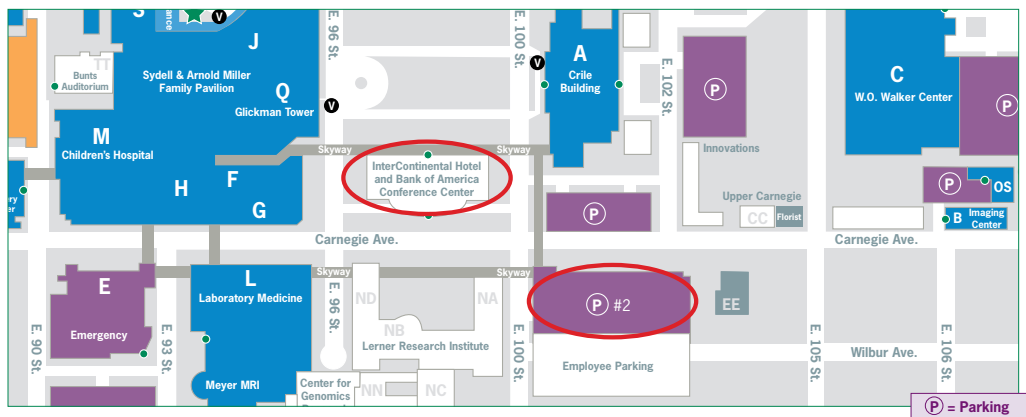 S
ance
V
J
E. 96 St.
E. 100 St.
V
A
Crile
Building
E. 102 St.
P
C
W.O. Walker Center
P
TT
Bunts
Auditorium
Sydell & Arnold Miller
Family Pavilion
Q
Glickman Tower
V
M
Children's Hospital
Skyway
Skyway
InterContinental Hotel
and Bank of America
Conference Center
Innovations
H
F
G
P
Upper Carnegie
CC
Florist
P
OS
B
Imaging
Center
ery
er
Carnegie Ave.
Carnegie Ave.
E
Emergency
L
Laboratory Medicine
Skyway
Skyway
E. 96 St.
ND
NA
NB
Lerner Research Institute
P #2
EE
E. 90 St.
E. 93 St.
E. 100 St.
Employee Parking
E. 105 St.
Wilbur Ave.
E. 106 St.
Meyer MRI
Center for
Genomics
NN
NC
P = Parking